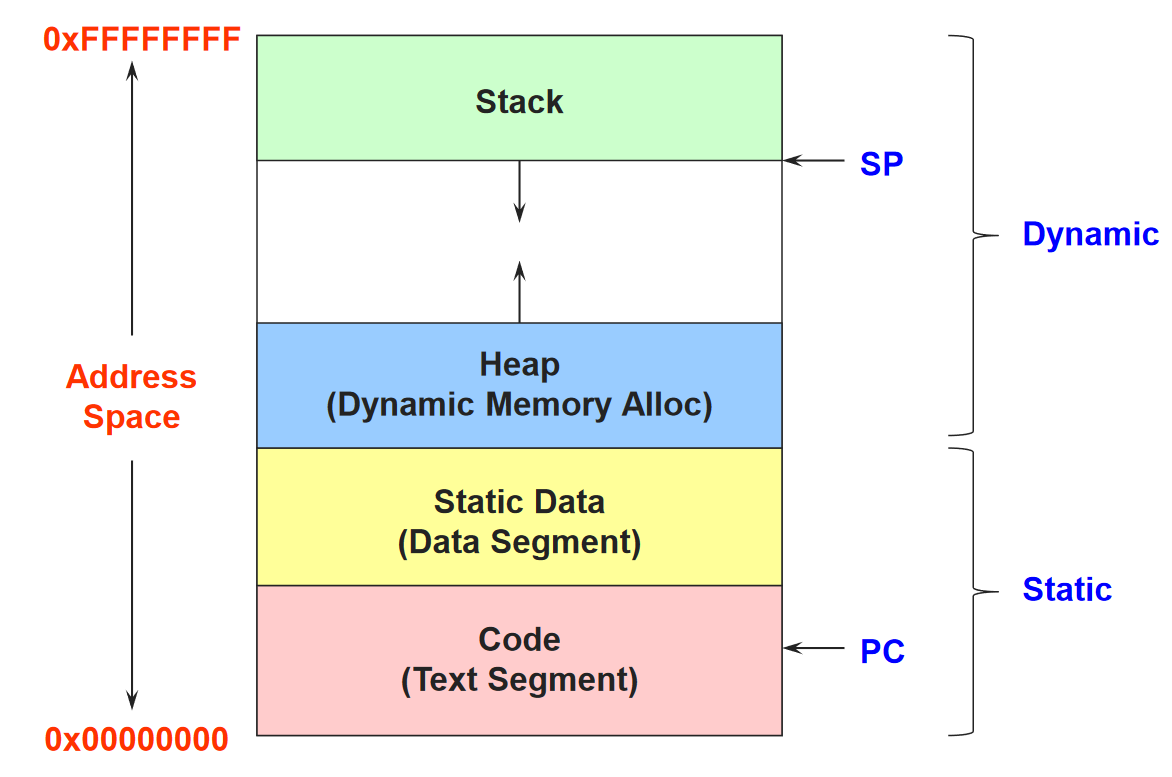 0xFFFFFFFF
Stack
SP
Dynamic
Heap
(Dynamic Memory Alloc)
Address
Space
Static Data
(Data Segment)
Static
Code
(Text Segment)
PC
0x00000000